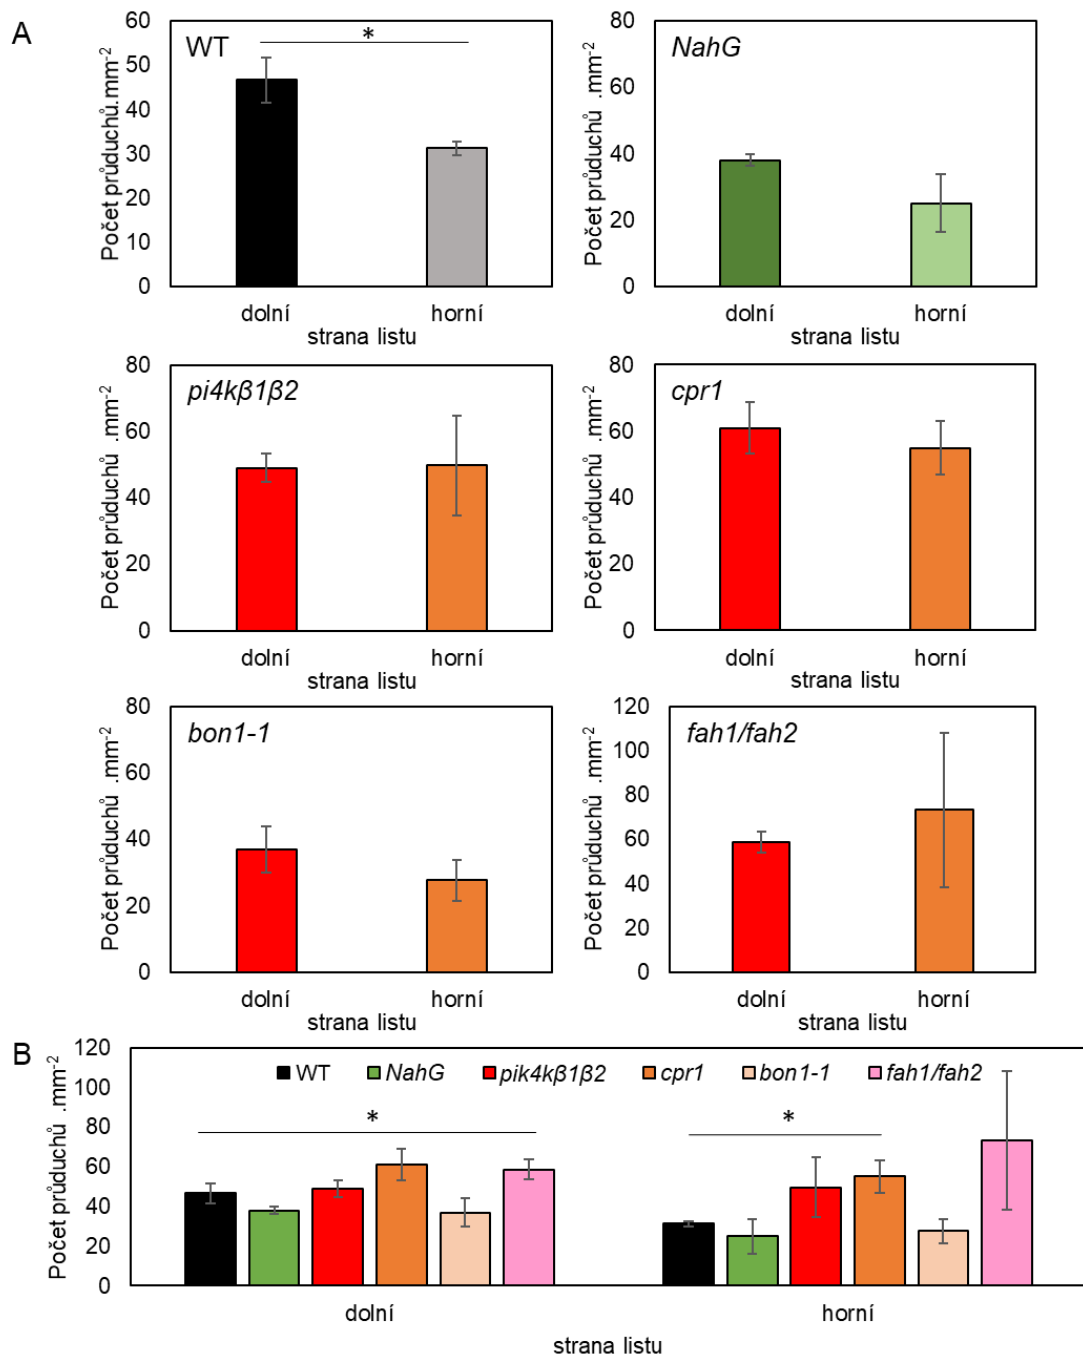 A
WT
*
Počet průduchů.mm-2
60
50
40
30
20
10
0
dolní horní
strana listu
NahG
Počet průduchů .mm-2
80
60
40
20
0
dolní horní
strana listu
pi4kβ1β2
Počet průduchů .mm-2
80
60
40
20
0
dolní horní
strana listu
cpr1
Počet průduchů .mm-2
80
60
40
20
0
dolní horní
strana listu
bon1-1
Počet průduchů .mm-2
80
60
40
20
0
dolní horní
strana listu
fah1/fah2
Počet průduchů .mm-2
120
100
80
60
40
20
0
dolní horní
strana listu
B
Počet průduchů .mm-2
120
100
80
60
40
20
0
WT NahG pik4kβ1β2 cpr1 bon1-1 fah1/fah2
* *
dolní horní
strana listu